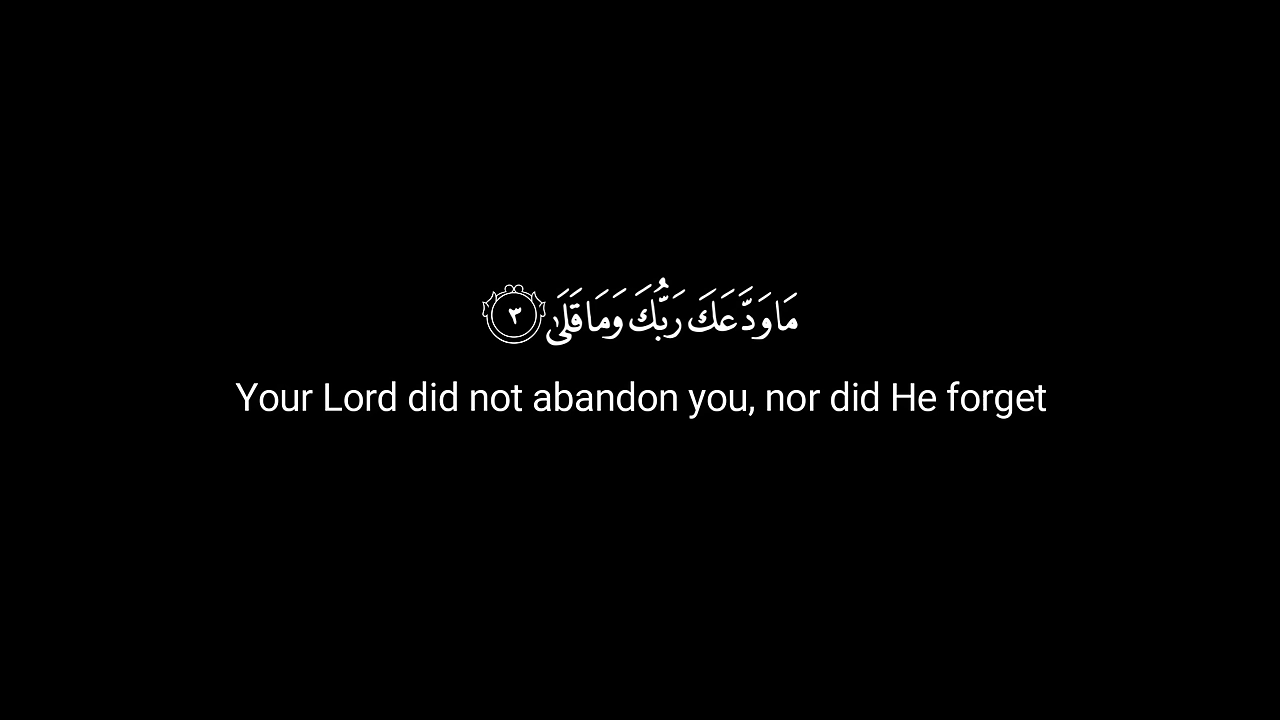 مَا وَدَّعَكَ رَبُّكَ وَمَا قَلَىٰ ٣
Your Lord did not abandon you, nor did He forget